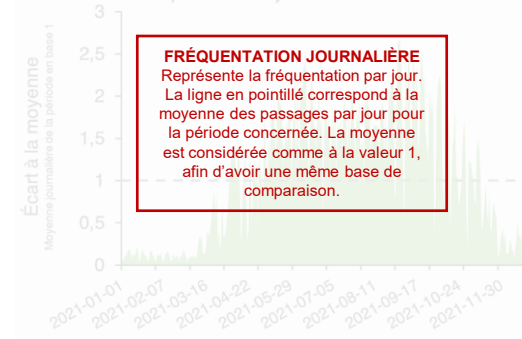 3
2,5
2
1,5
1
0,5
0
Écart à la moyenne
Moyenne journalière de la période en base 1
FRÉQUENTATION JOURNALIÈRE
Représente la fréquentation par jour.
La ligne en pointillé correspond à la
moyenne des passages par jour pour
la période concernée. La moyenne
est considérée comme à la valeur 1,
afin d’avoir une même base de
comparaison.
2021-01-01
2021-02-07
2021-03-16
2021-04-22
2021-05-29
2021-07-05
2021-08-11
2021-09-17
2021-10-24
2021-11-30